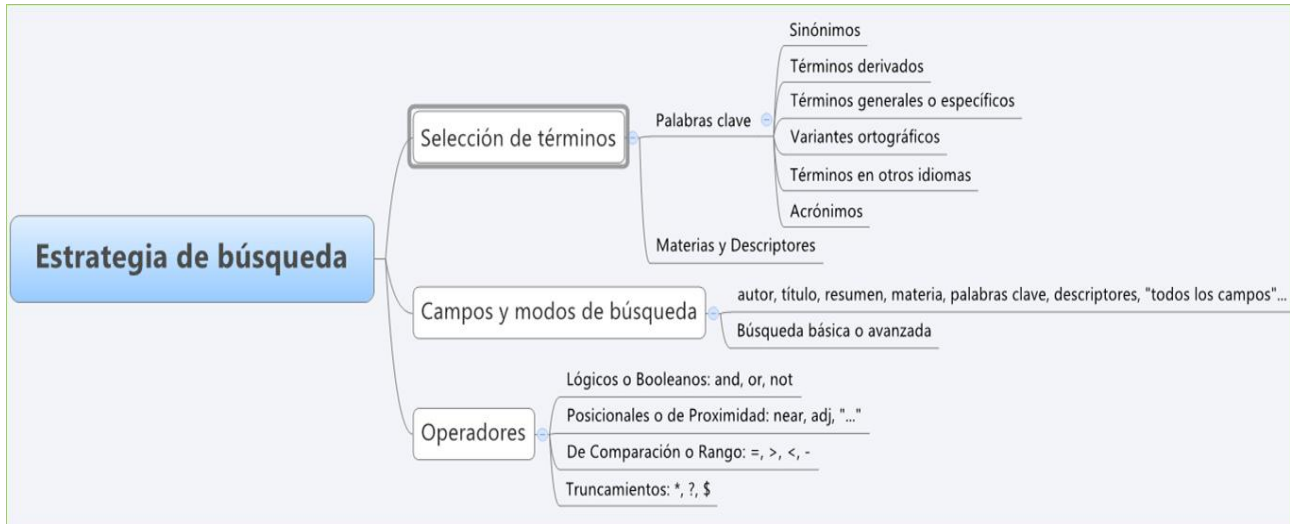 Estrategia de búsqueda
Selección de términos
Palabras clave
Sinónimos
Términos derivados
Términos generales o específicos
Variantes ortográficos
Términos en otros idiomas
Acrónimos
Materias y Descriptores
Campos y modos de búsqueda
autor, título, resumen, materia, palabras clave, descriptores, "todos los campos"...
Búsqueda básica o avanzada
Operadores
Lógicos o Booleanos: and, or, not
Posicionales o de Proximidad: near, adj, "..."
De Comparación o Rango: =, >, <, -
Truncamientos: *, ?, $